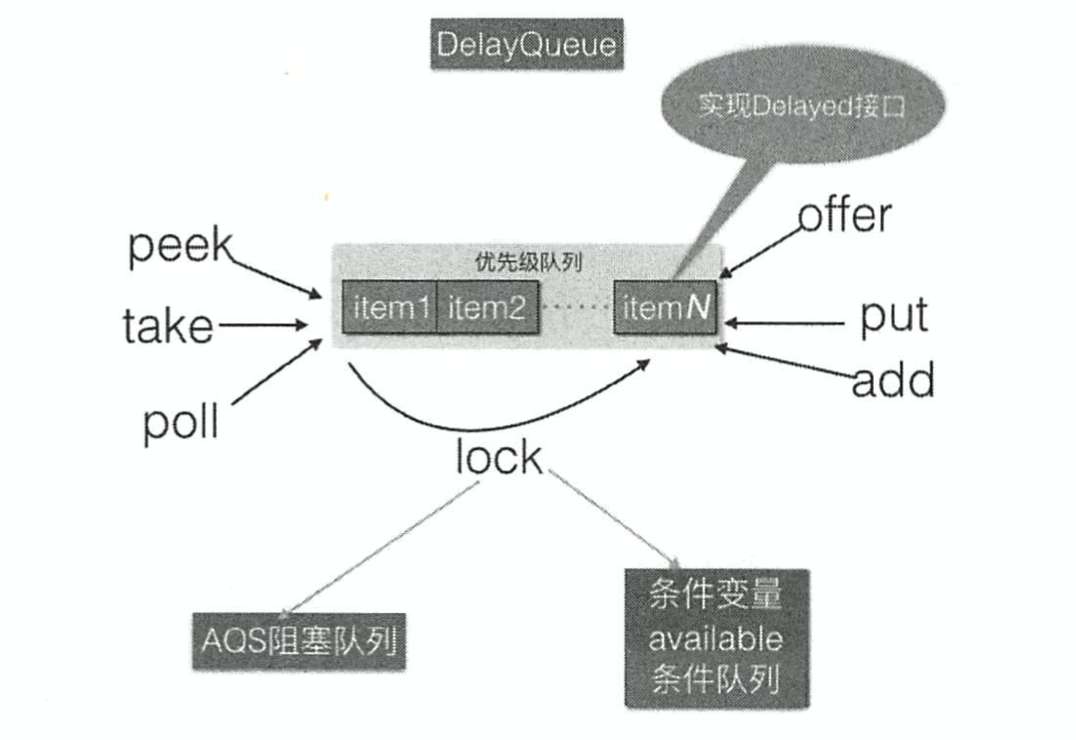 DelayQueue
实现Delayed接口
offer
peek
优先级队列
item1 item2 ······ itemN
take
put
add
poll
lock
条件变量
available
条件队列
AQS阻塞队列